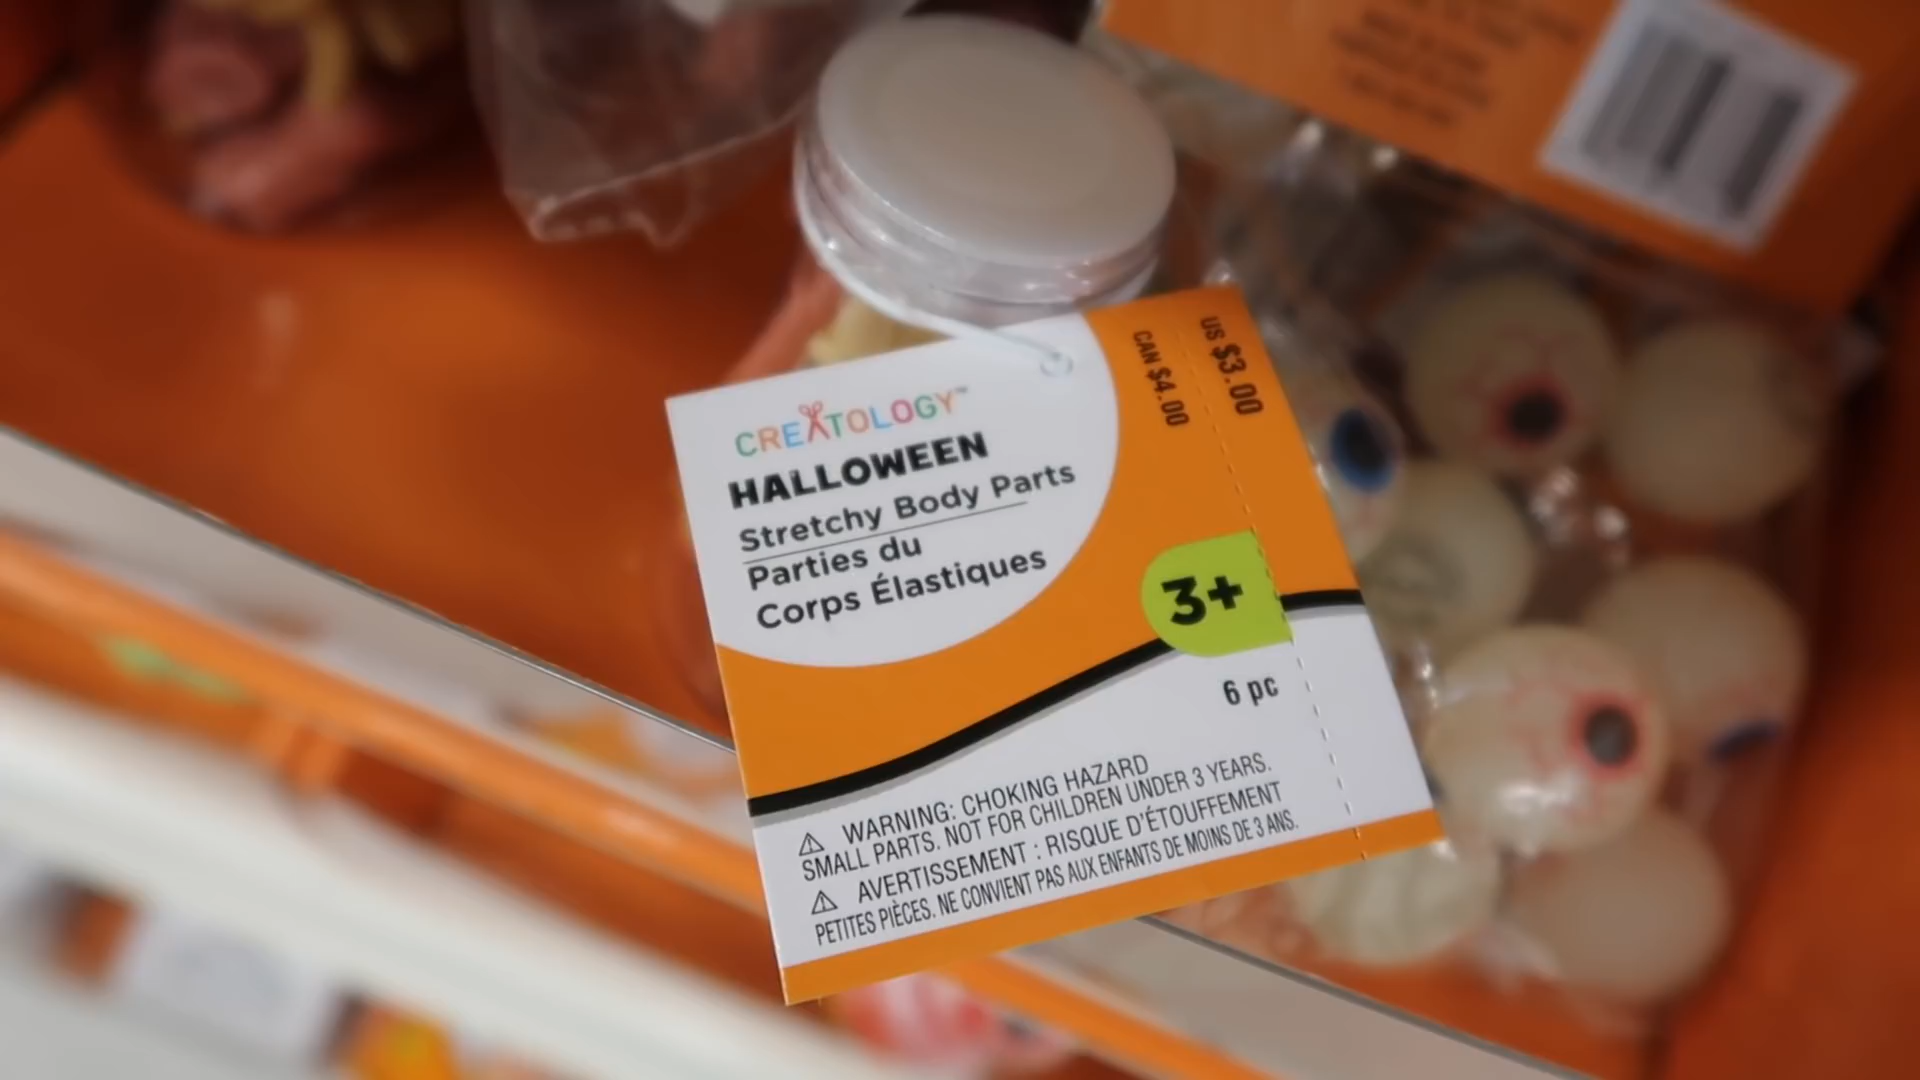 CREATOLOGY™
HALLOWEEN
Stretchy Body Parts
Parties du
Corps Élastiques
CAN $4.00
US $3.00
3+
6 pc
⚠ WARNING: CHOKING HAZARD
SMALL PARTS. NOT FOR CHILDREN UNDER 3 YEARS.
⚠ AVERTISSEMENT : RISQUE D'ÉTOUFFEMENT
PETITES PIÈCES. NE CONVIENT PAS AUX ENFANTS DE MOINS DE 3 ANS.